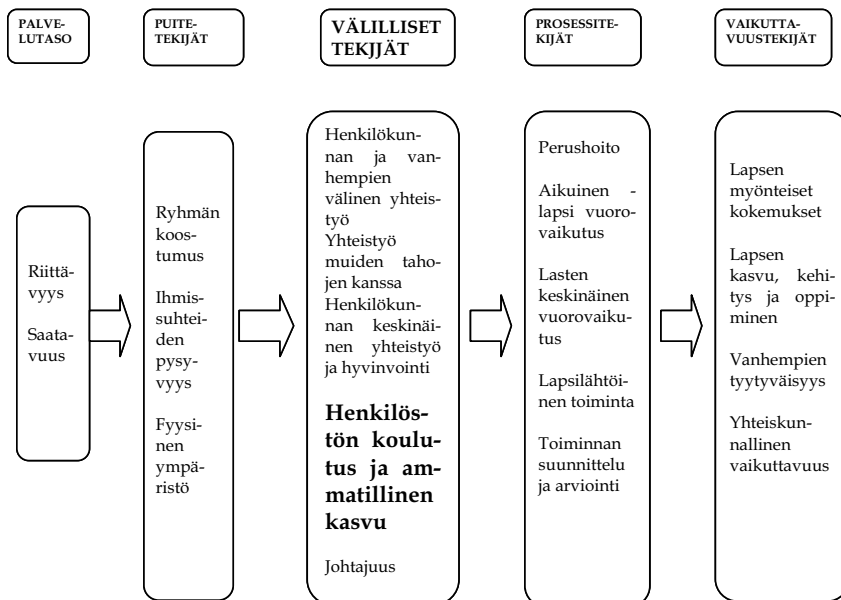 PALVE-
LUTASO
PUITE-
TEKIJÄT
VÄLILLISET
TEKJJÄT
PROSESSITE-
KIJÄT
VAIKUTTA-
VUUSTEKIJÄT
Riittä-
vyys
Saata-
vuus
Ryhmän
koos-
tumus
Ihmis-
suhtei-
den
pysy-
vyys
Fyysi-
nen
ympä-
ristö
Henkilökun-
nan ja van-
hempien
välinen yhteis-
työ
Yhteistyö
muiden taho-
jen kanssa
Henkilökun-
nan keskinäi-
nen yhteistyö
ja hyvinvointi
Henkilös-
tön koulu-
tus ja am-
matillinen
kasvu
Johtajuus
Perushoito
Aikuinen -
lapsi vuoro-
vaikutus
Lasten
keskinäinen
vuorovaiku-
tus
Lapsilähtöi-
nen toiminta
Toiminnan
suunnittelu
ja arviointi
Lapsen
myönteiset
kokemukset
Lapsen
kasvu, kehi-
tys ja oppi-
minen
Vanhempien
tyytyväisyys
Yhteiskun-
nallinen
vaikuttavuus